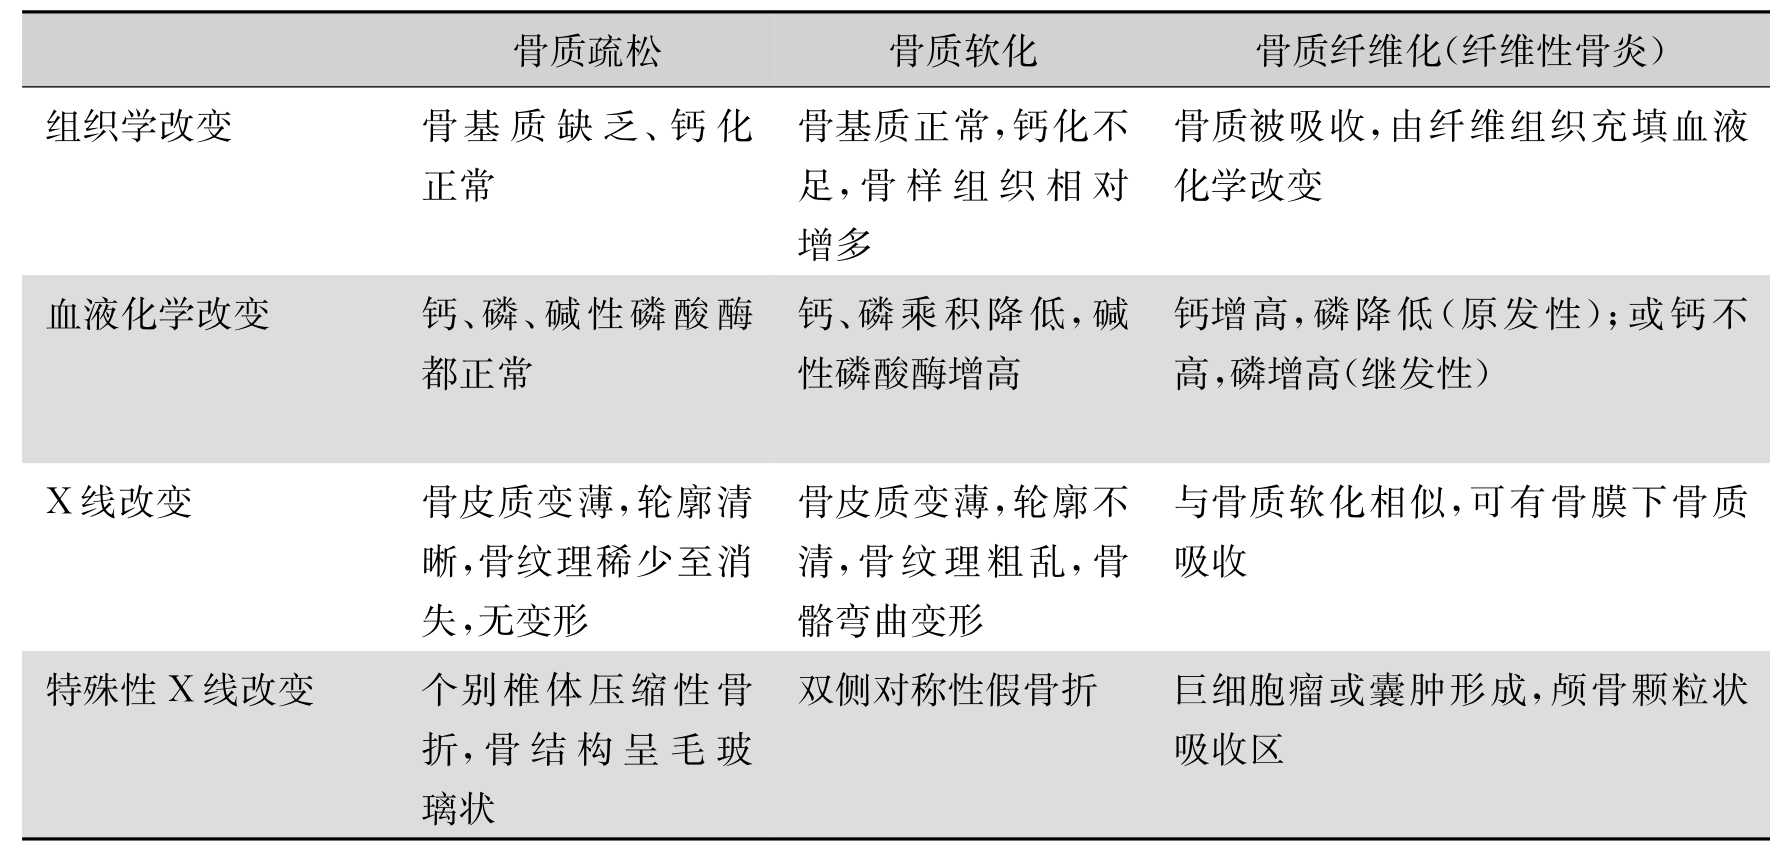 骨质疏松 骨质软化 骨质纤维化(纤维性骨炎)
组织学改变 骨基质缺乏、钙化 骨基质正常,钙化不 骨质被吸收,由纤维组织充填血液
正常 足,骨样组织相对 化学改变
增多
血液化学改变 钙、磷、碱性磷酸酶 钙、磷乘积降低,碱 钙增高,磷降低(原发性);或钙不
都正常 性磷酸酶增高 高,磷增高(继发性)
X线改变 骨皮质变薄,轮廓清 骨皮质变薄,轮廓不 与骨质软化相似,可有骨膜下骨质
晰,骨纹理稀少至消 清,骨纹理粗乱,骨 吸收
失,无变形 骼弯曲变形
特殊性X线改变 个别椎体压缩性骨 双侧对称性假骨折 巨细胞瘤或囊肿形成,颅骨颗粒状
折,骨结构呈毛玻 吸收区
璃状